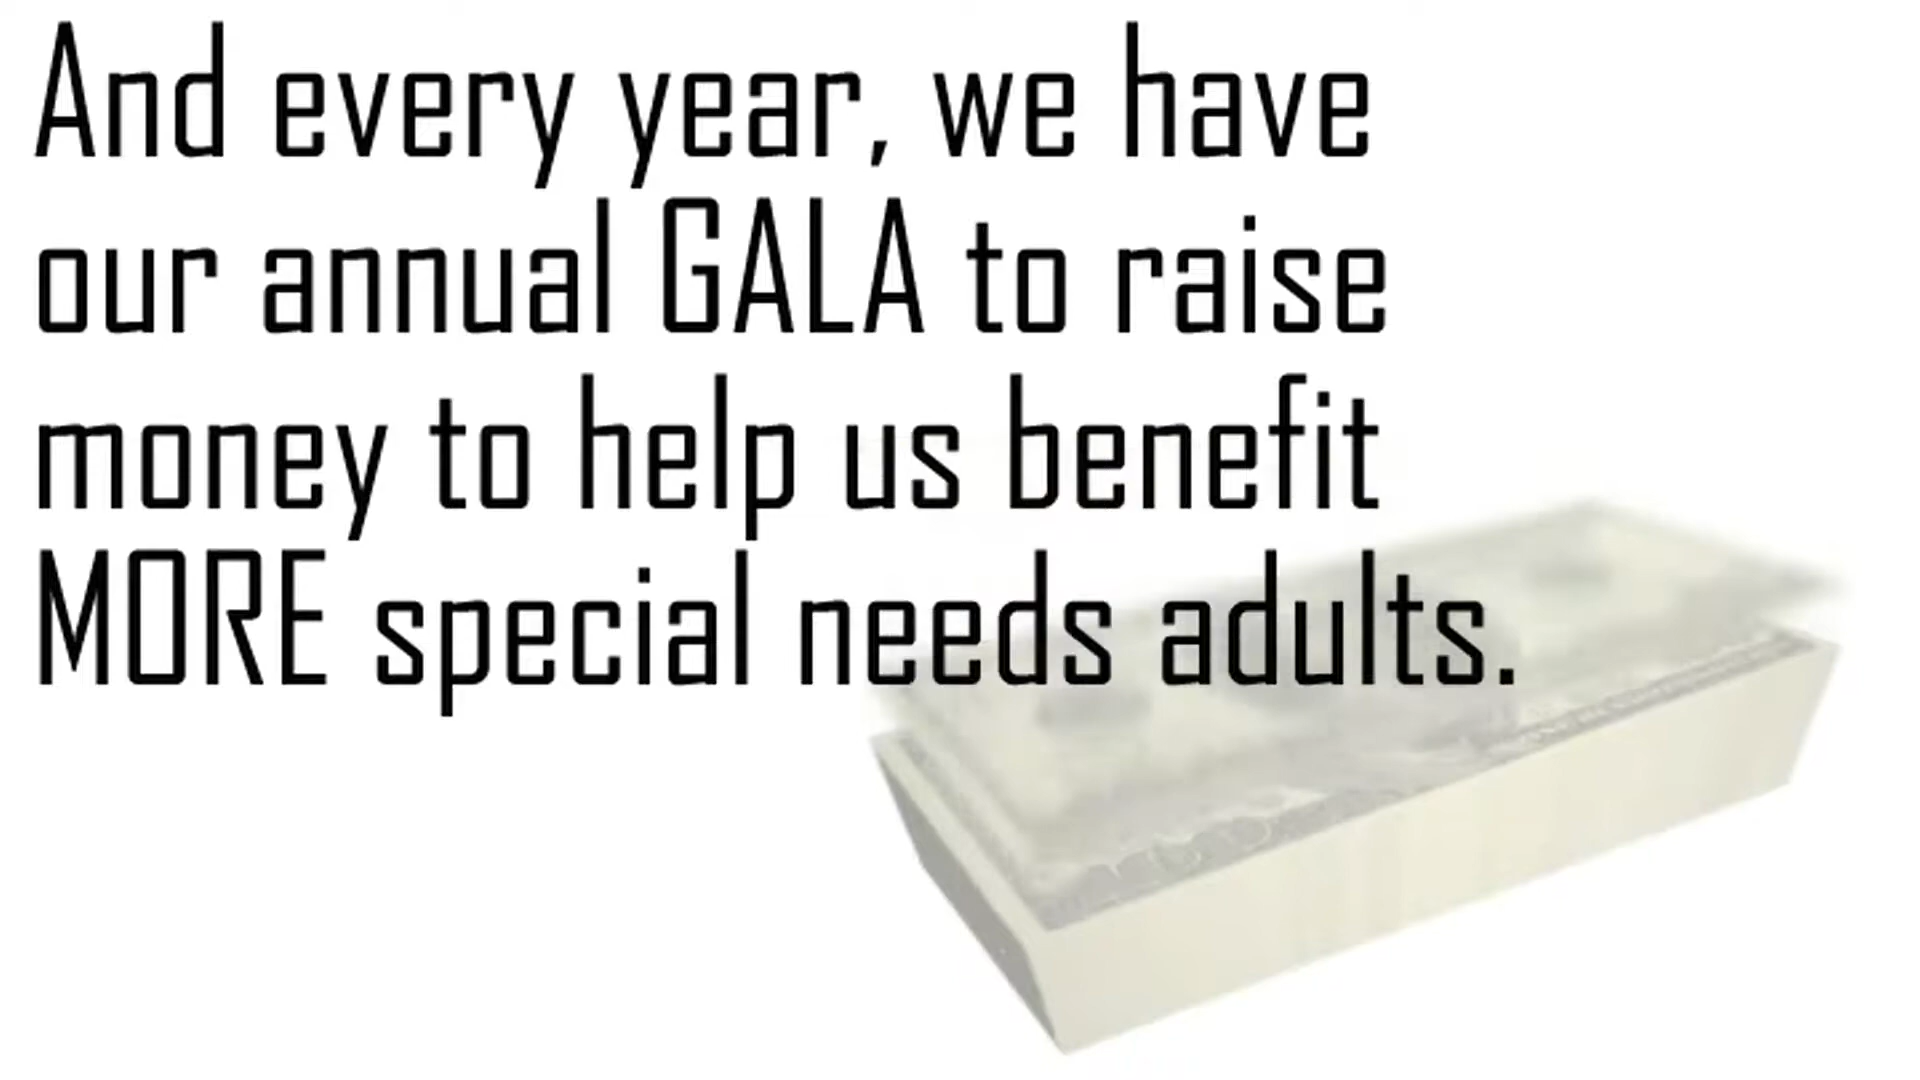 And every year, we have
our annual GALA to raise
money to help us benefit
MORE special needs adults.